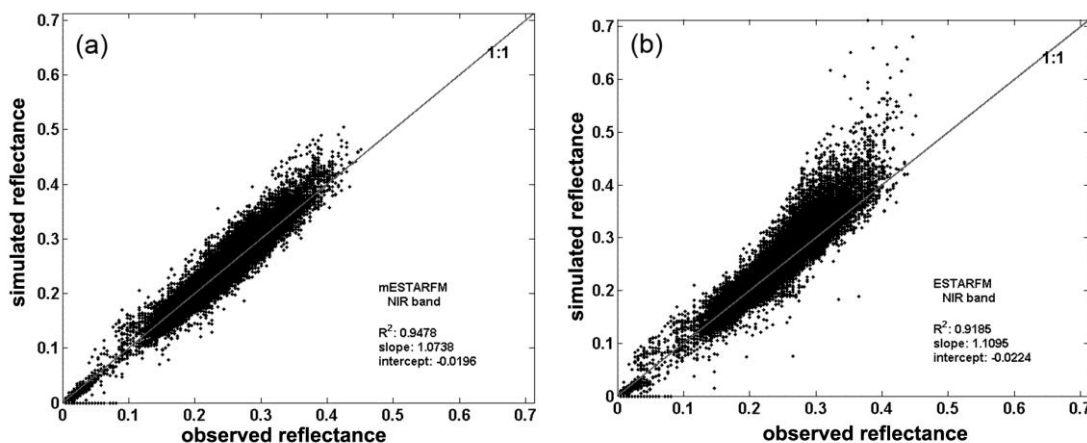 (a)
0.7
0.6
0.5
0.4
0.3
0.2
0.1
0
simulated reflectance
1:1
mESTARFM
NIR band
R²: 0.9478
slope: 1.0738
intercept: -0.0196
0 0.1 0.2 0.3 0.4 0.5 0.6 0.7
observed reflectance
(b)
0.7
0.6
0.5
0.4
0.3
0.2
0.1
0
simulated reflectance
1:1
ESTARFM
NIR band
R²: 0.9185
slope: 1.1095
intercept: -0.0224
0 0.1 0.2 0.3 0.4 0.5 0.6 0.7
observed reflectance